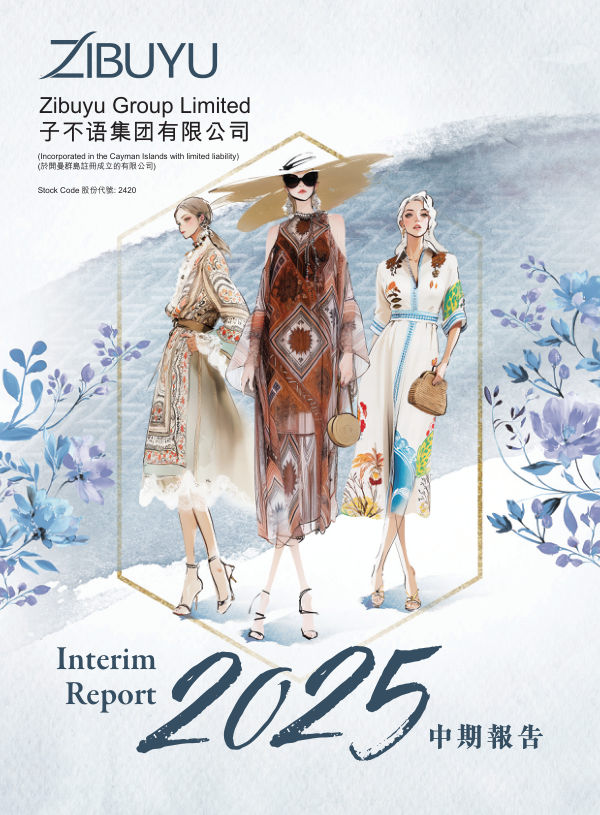 ZIBUYU
Zibuyu Group Limited
子不语集团有限公司
(Incorporated in the Cayman Islands with limited liability)
(於開曼群島註冊成立的有限公司)
Stock Code 股份代號: 2420
Interim
Report
2025
中期報告